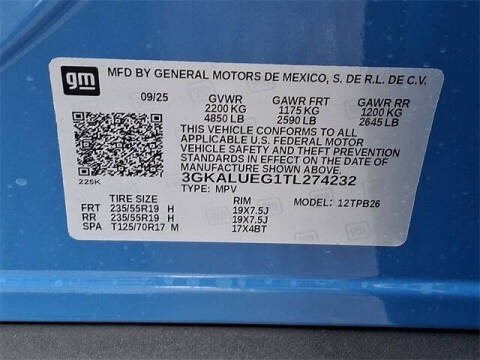 gm
MFD BY GENERAL MOTORS DE MEXICO, S. DE R.L. DE C.V.
09/25 GVWR GAWR FRT GAWR RR
2200 KG 1175 KG 1200 KG
4850 LB 2590 LB 2645 LB
THIS VEHICLE CONFORMS TO ALL
APPLICABLE U.S. FEDERAL MOTOR
VEHICLE SAFETY AND THEFT PREVENTION
STANDARDS IN EFFECT ON THE DATE OF
MANUFACTURE SHOWN ABOVE.
225K 3GKALUEG1TL274232
TYPE: MPV MODEL: 12TPB26
TIRE SIZE RIM
FRT 235/55R19 H 19X7.5J
RR 235/55R19 H 19X7.5J
SPA T125/70R17 M 17X4BT